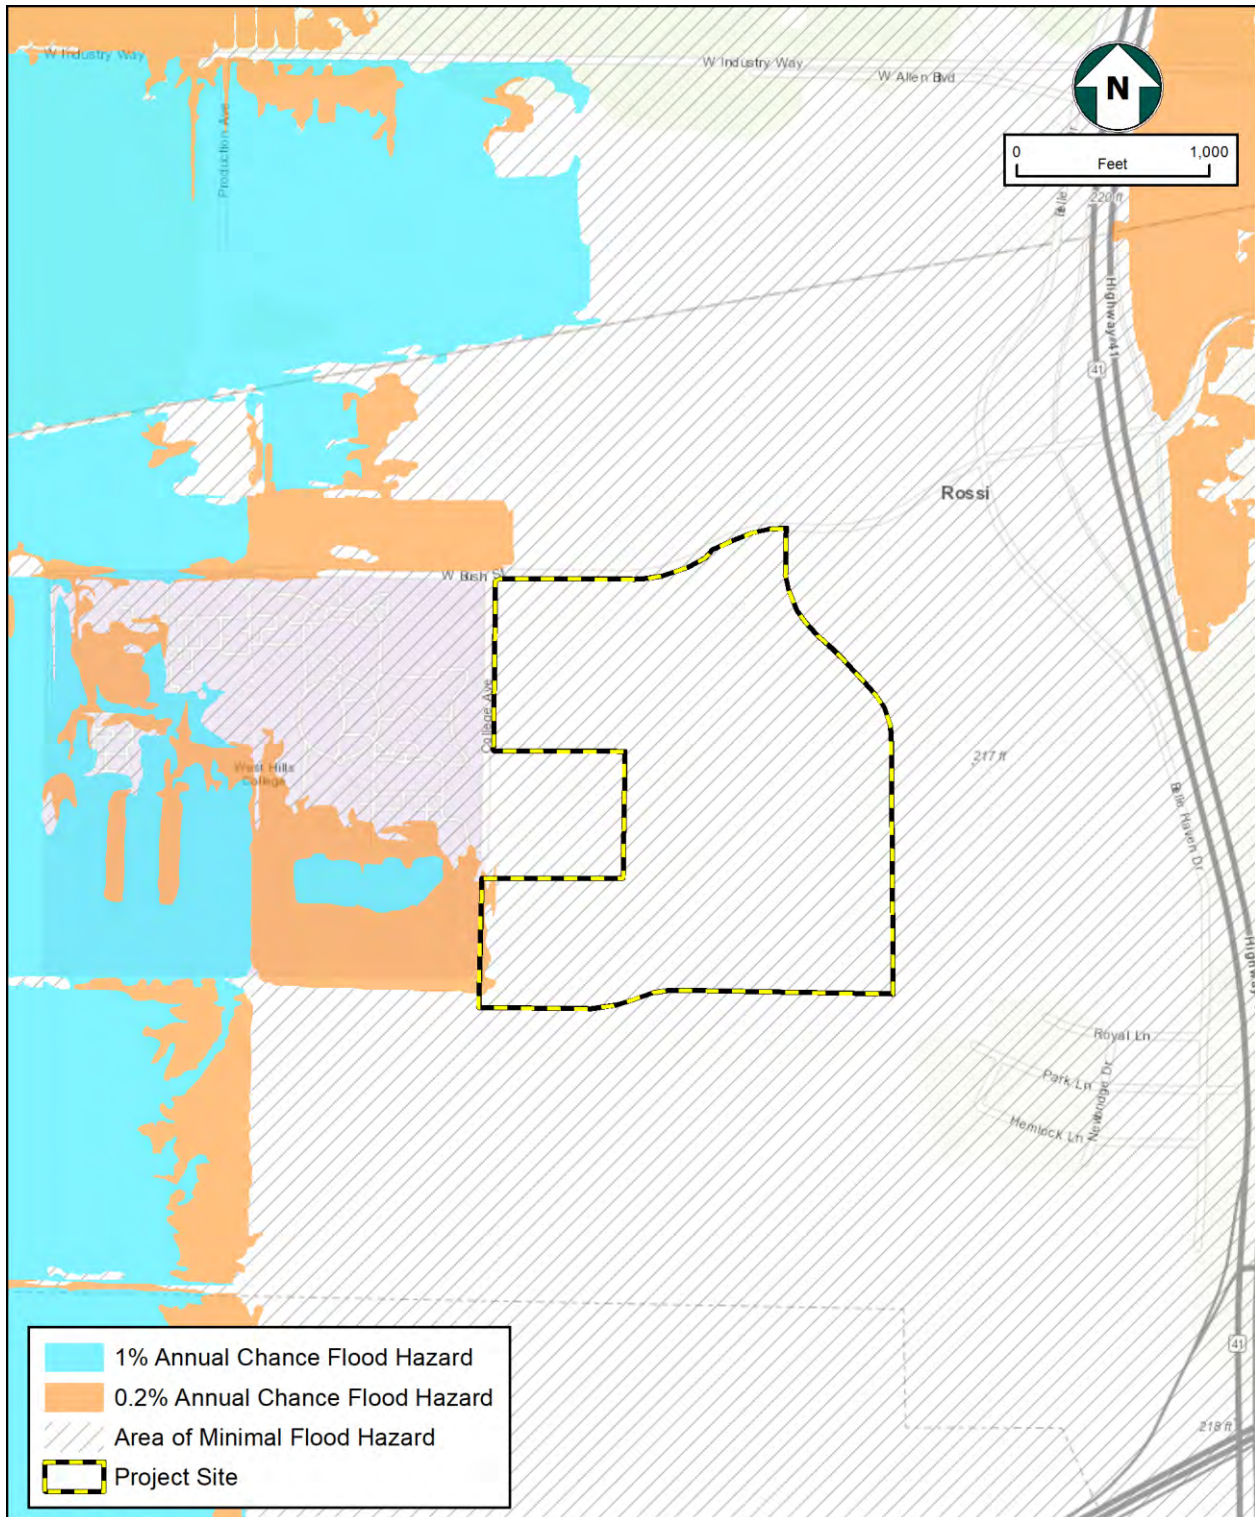 W Industry Way
W Industry Way
W Allen Blvd
N
0
1,000
Feet
Production Ave
220 ft
Highway 41
41
Rossi
W Bush St
College Ave
217 ft
West Hills
College
Belle Haven Dr
Highway
Royal Ln
Park Ln
Newbridge Dr
Hemlock Ln
41
218 ft
1% Annual Chance Flood Hazard
0.2% Annual Chance Flood Hazard
Area of Minimal Flood Hazard
Project Site